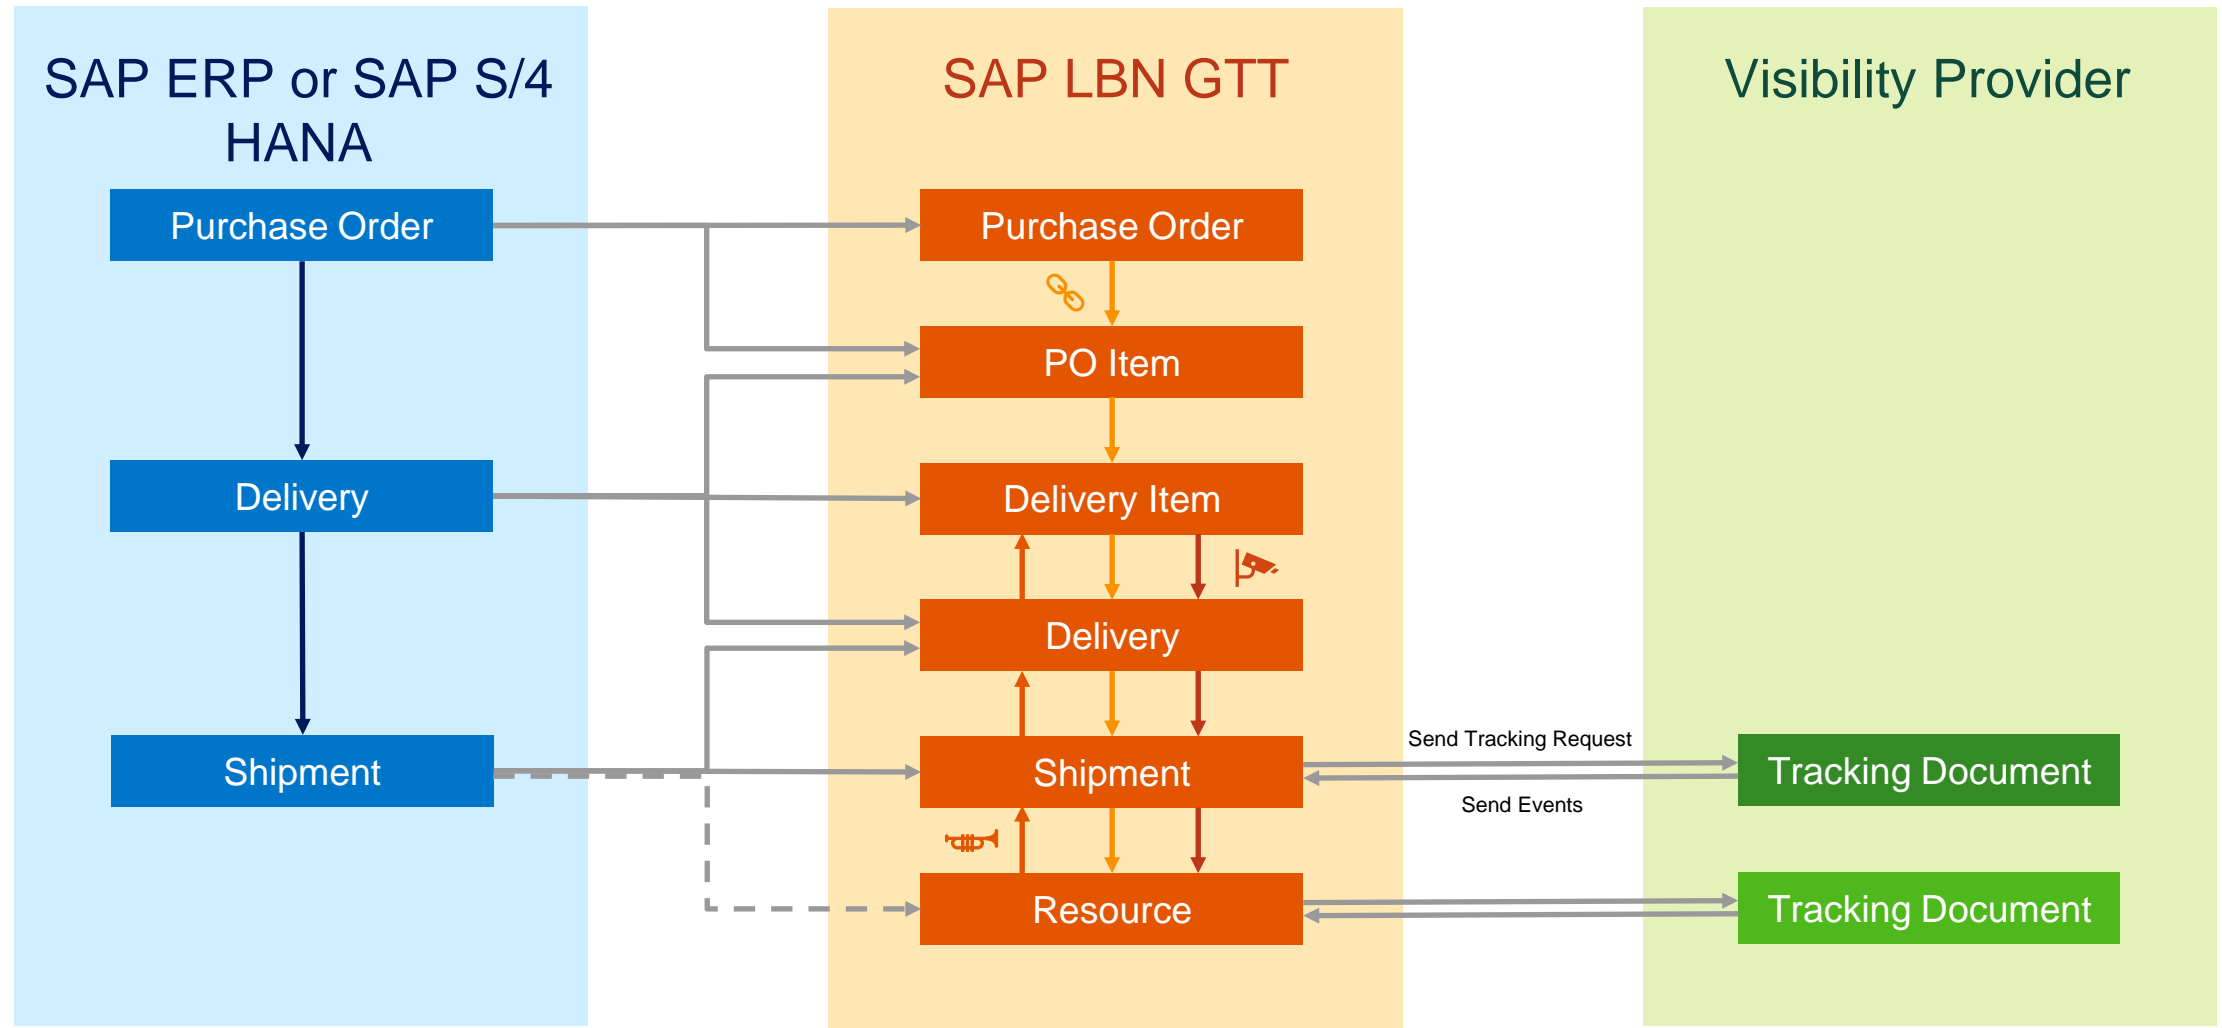 SAP ERP or SAP S/4
HANA
Purchase Order
Delivery
Shipment
SAP LBN GTT
Purchase Order
PO Item
Delivery Item
Delivery
Shipment
Resource
Send Tracking Request
Send Events
Visibility Provider
Tracking Document
Tracking Document